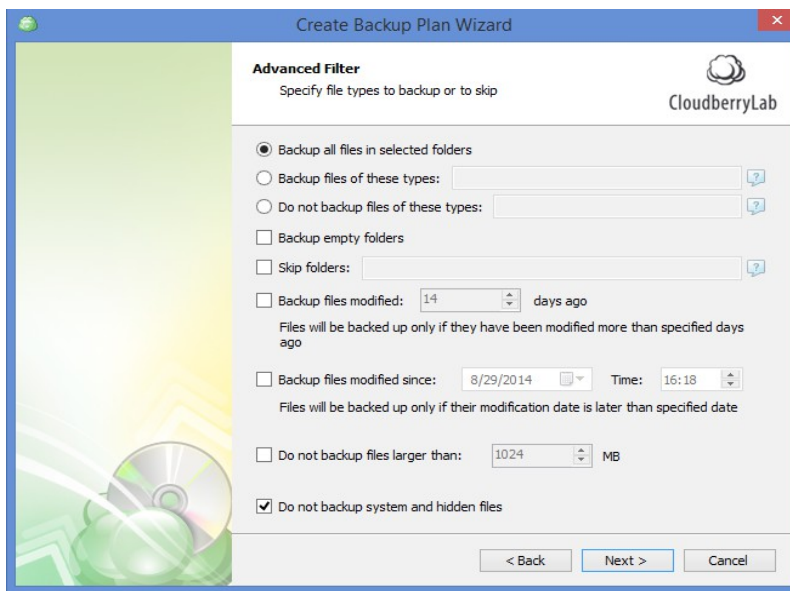 Create Backup Plan Wizard
Advanced Filter
Specify file types to backup or to skip
CloudberryLab
Backup all files in selected folders
Backup files of these types:
Do not backup files of these types:
Backup empty folders
Skip folders:
Backup files modified: 14 days ago
Files will be backed up only if they have been modified more than specified days
ago
Backup files modified since: 8/29/2014 Time: 16:18
Files will be backed up only if their modification date is later than specified date
Do not backup files larger than: 1024 MB
Do not backup system and hidden files
< Back Next > Cancel